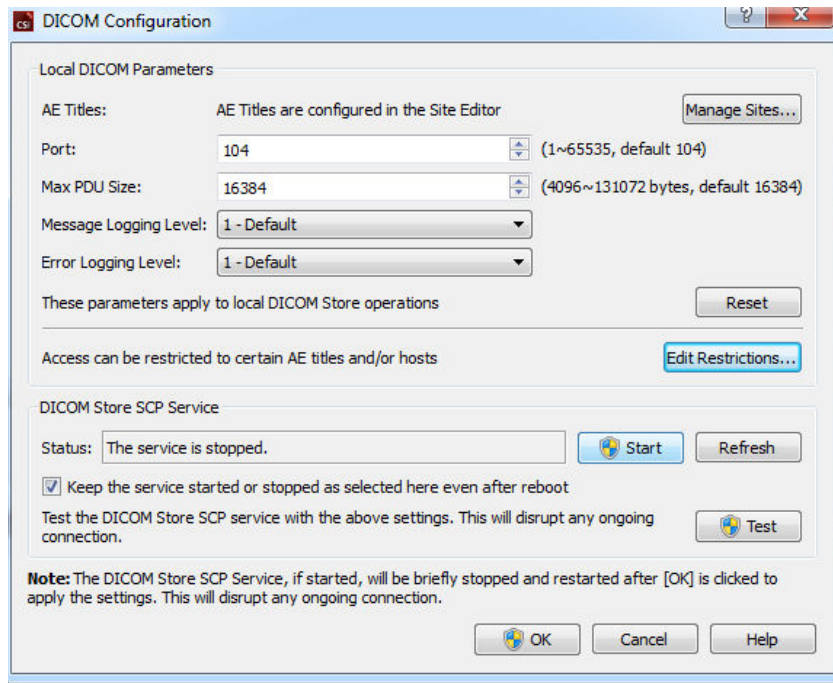 CSi DICOM Configuration
?
X
Local DICOM Parameters
AE Titles: AE Titles are configured in the Site Editor Manage Sites...
Port: 104 (1~65535, default 104)
Max PDU Size: 16384 (4096~131072 bytes, default 16384)
Message Logging Level: 1 - Default
Error Logging Level: 1 - Default
These parameters apply to local DICOM Store operations Reset
Access can be restricted to certain AE titles and/or hosts Edit Restrictions...
DICOM Store SCP Service
Status: The service is stopped. Start Refresh
Keep the service started or stopped as selected here even after reboot
Test the DICOM Store SCP service with the above settings. This will disrupt any ongoing
connection. Test
Note: The DICOM Store SCP Service, if started, will be briefly stopped and restarted after [OK] is clicked to
apply the settings. This will disrupt any ongoing connection.
OK Cancel Help